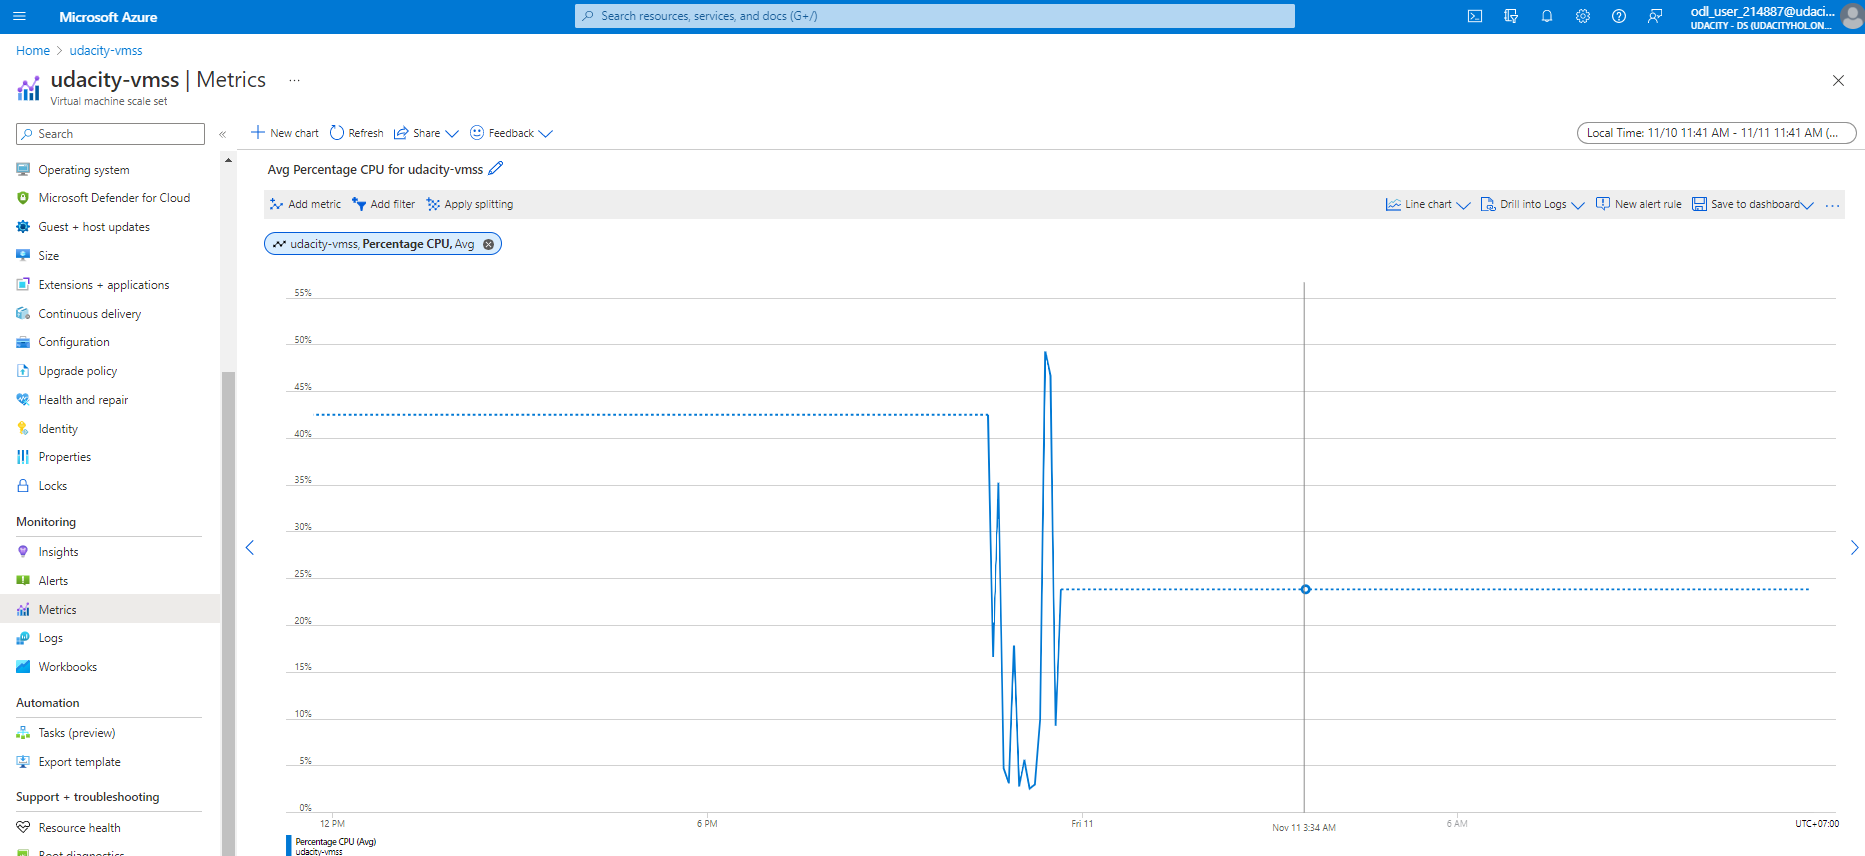 Microsoft Azure
Search resources, services, and docs (G+/)
odl_user_214887@udaci...
UDACITY - DS (UDACITYHOL.ON...
Home > udacity-vmss
udacity-vmss | Metrics ...
Virtual machine scale set
Search
«
New chart Refresh Share Feedback
Local Time: 11/10 11:41 AM - 11/11 11:41 AM (...
Operating system
Microsoft Defender for Cloud
Guest + host updates
Size
Extensions + applications
Continuous delivery
Configuration
Upgrade policy
Health and repair
Identity
Properties
Locks
Monitoring
Insights
Alerts
Metrics
Logs
Workbooks
Automation
Tasks (preview)
Export template
Support + troubleshooting
Resource health
Boot diagnostics
Avg Percentage CPU for udacity-vmss
Add metric Add filter Apply splitting
Line chart Drill into Logs New alert rule Save to dashboard ...
udacity-vmss, Percentage CPU, Avg
55%
50%
45%
40%
35%
30%
25%
20%
15%
10%
5%
0%
12 PM 6 PM Fri 11 Nov 11 3:34 AM 6 AM UTC+07:00
Percentage CPU (Avg)
udacity-vmss